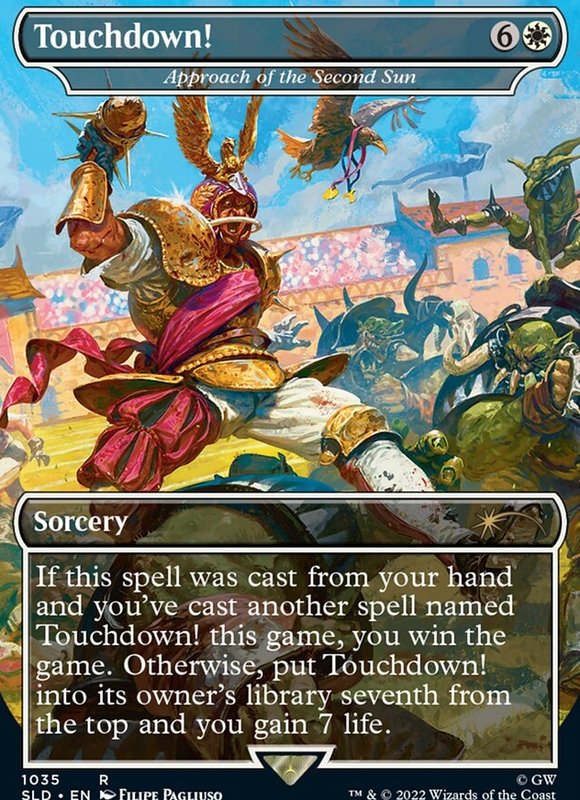 Touchdown! 6
Approach of the Second Sun
Sorcery
If this spell was cast from your hand
and you've cast another spell named
Touchdown! this game, you win the
game. Otherwise, put Touchdown!
into its owner's library seventh from
the top and you gain 7 life.
1035 R © GW
SLD • EN Filipe Pagliuso ™ & © 2022 Wizards of the Coast